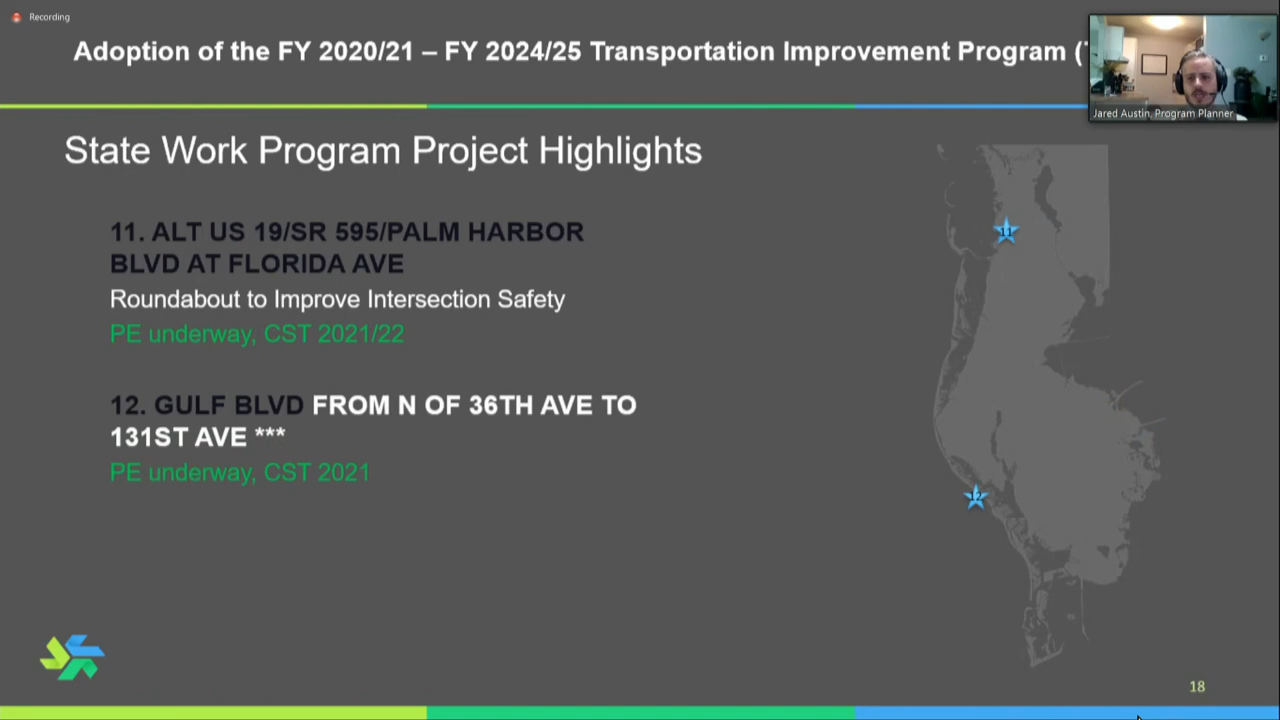 Recording
Adoption of the FY 2020/21 – FY 2024/25 Transportation Improvement Program (
Jared Austin, Program Planner
State Work Program Project Highlights
11. ALT US 19/SR 595/PALM HARBOR
BLVD AT FLORIDA AVE
Roundabout to Improve Intersection Safety
PE underway, CST 2021/22
12. GULF BLVD FROM N OF 36TH AVE TO
131ST AVE ***
PE underway, CST 2021
11
12
18